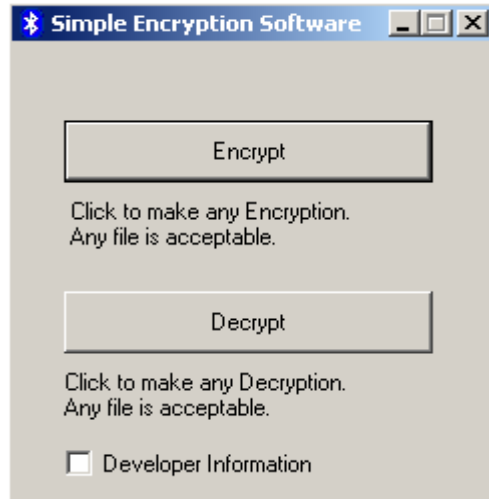 Simple Encryption Software
Encrypt
Click to make any Encryption.
Any file is acceptable.
Decrypt
Click to make any Decryption.
Any file is acceptable.
Developer Information